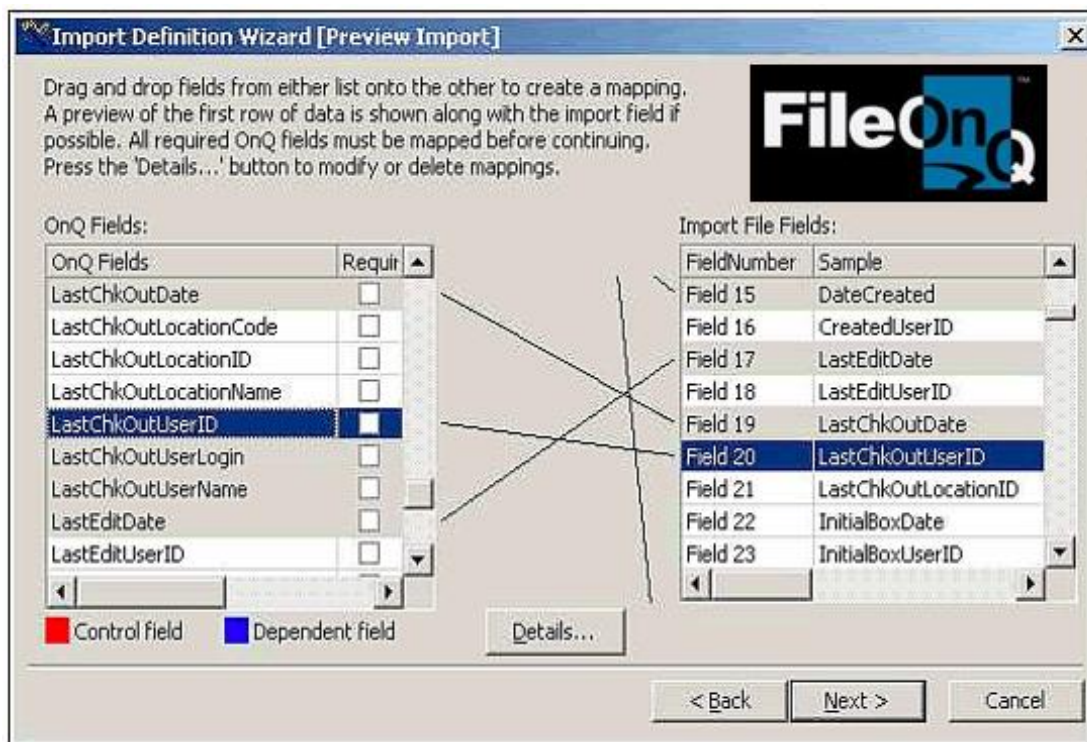 Import Definition Wizard [Preview Import]
Drag and drop fields from either list onto the other to create a mapping.
A preview of the first row of data is shown along with the import field if
possible. All required OnQ fields must be mapped before continuing.
Press the 'Details...' button to modify or delete mappings.
FileOnQ
TM
OnQ Fields:
OnQ Fields Requir
LastChkOutDate
LastChkOutLocationCode
LastChkOutLocationID
LastChkOutLocationName
LastChkOutUserID
LastChkOutUserLogin
LastChkOutUserName
LastEditDate
LastEditUserID
Import File Fields:
FieldNumber Sample
Field 15 DateCreated
Field 16 CreatedUserID
Field 17 LastEditDate
Field 18 LastEditUserID
Field 19 LastChkOutDate
Field 20 LastChkOutUserID
Field 21 LastChkOutLocationID
Field 22 InitialBoxDate
Field 23 InitialBoxUserID
Control field Dependent field
Details...
< Back Next > Cancel